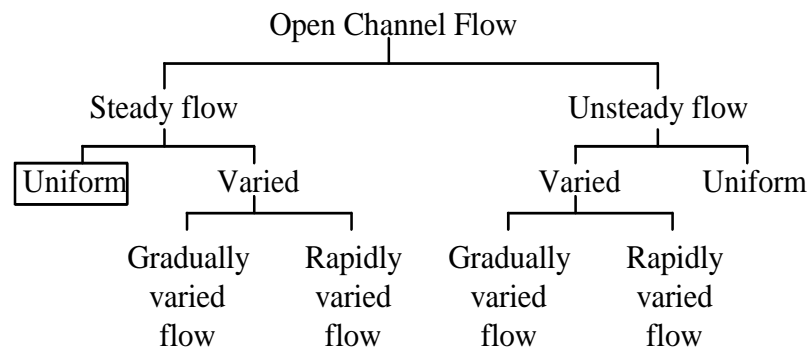 Open Channel Flow
Steady flow Unsteady flow
Uniform Varied Varied Uniform
Gradually Rapidly Gradually Rapidly
varied varied varied varied
flow flow flow flow